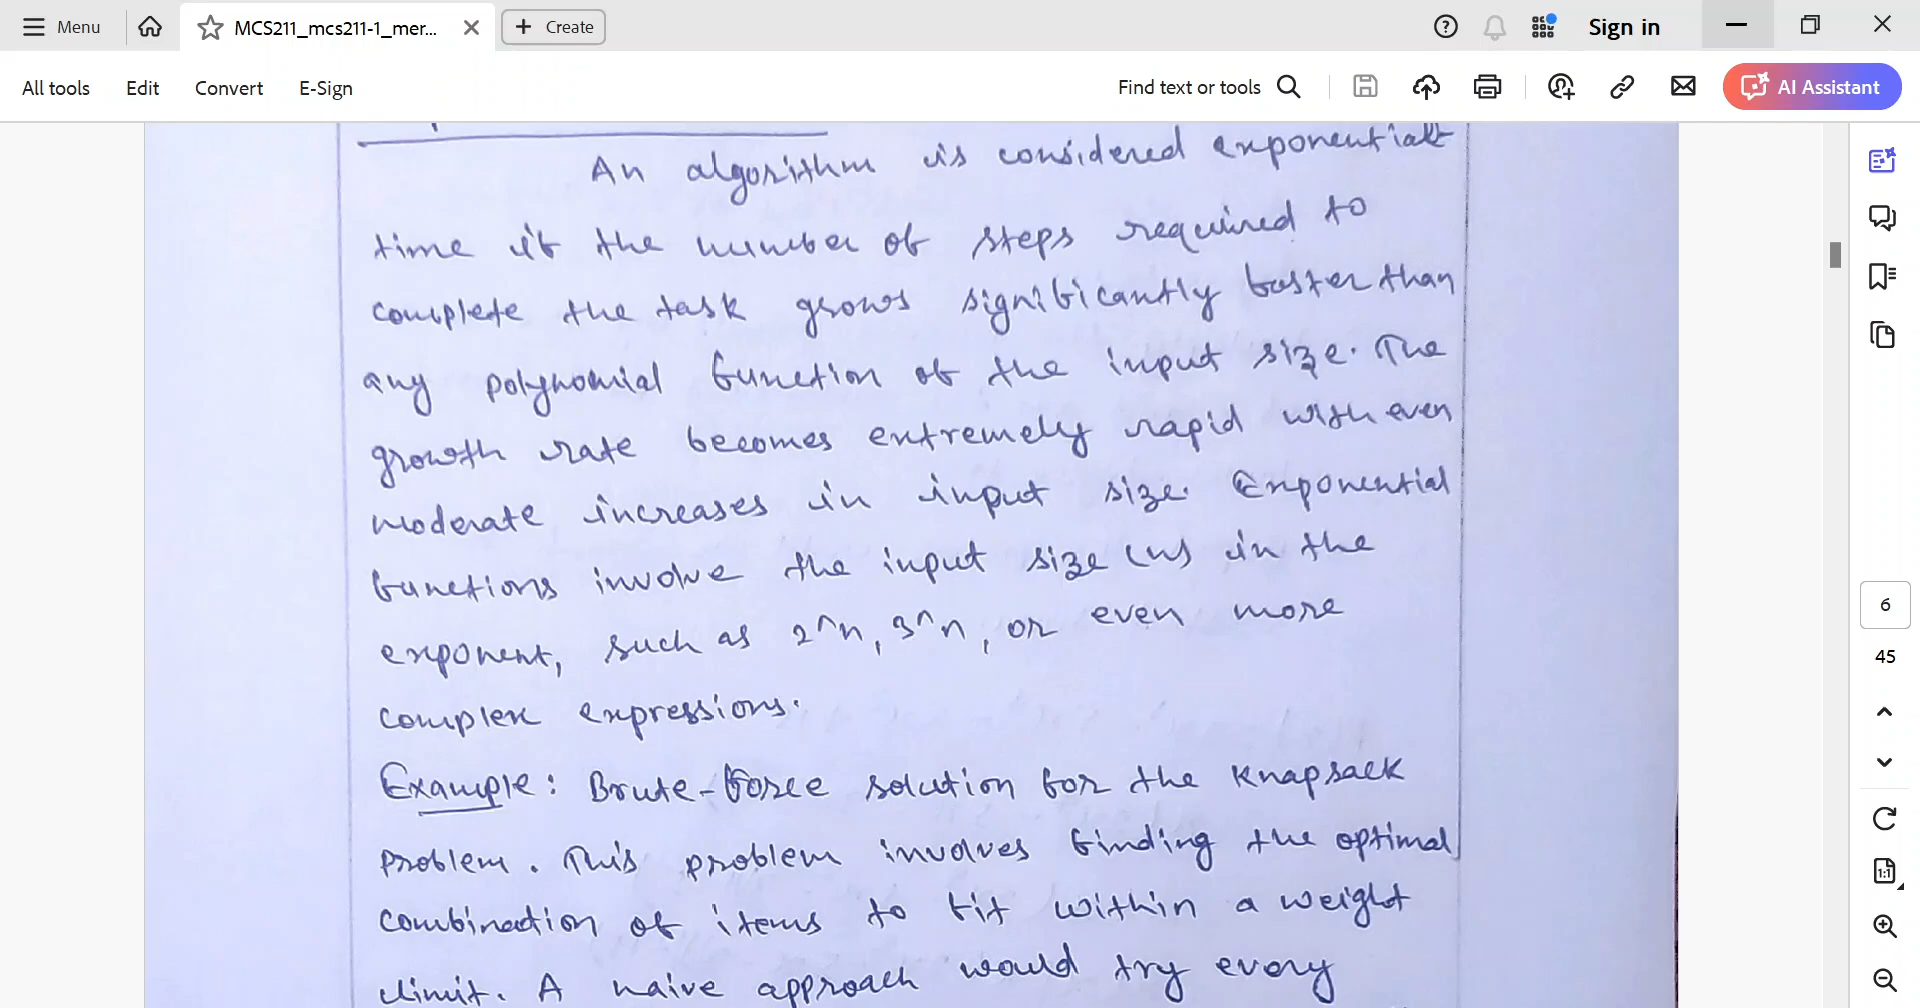 Menu
MCS211_mcs211-1_mer...
Create
Sign in
All tools
Edit
Convert
E-Sign
Find text or tools
AI Assistant
An algorithm is considered exponential
time if the number of steps required to
complete the task grows significantly faster than
any polynomial function of the input size. The
growth rate becomes extremely rapid with even
moderate increases in input size. Exponential
functions involve the input size (n) in the
exponent, such as 2^n, 3^n, or even more
complex expressions.
Example: Brute-force solution for the knapsack
problem. This problem involves finding the optimal
combination of items to fit within a weight
limit. A naive approach would try every
6
45
1:1